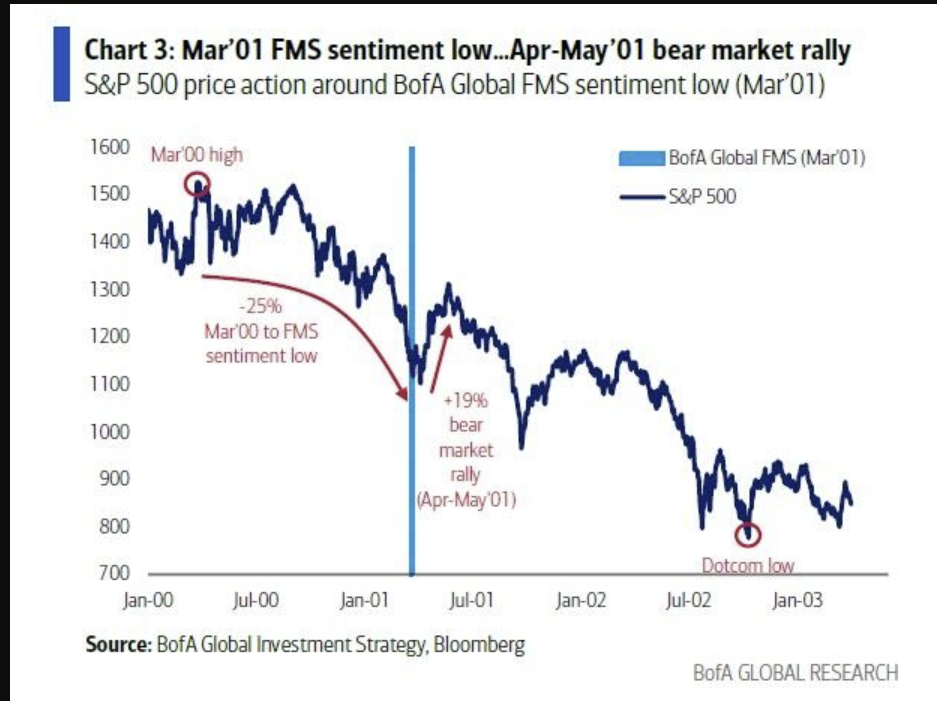 Chart 3: Mar'01 FMS sentiment low...Apr-May'01 bear market rally
S&P 500 price action around BofA Global FMS sentiment low (Mar'01)
1600
1500
1400
1300
1200
1100
1000
900
800
700
Mar'00 high
BofA Global FMS (Mar'01)
S&P 500
-25%
Mar'00 to FMS
sentiment low
+19%
bear
market
rally
(Apr-May'01)
Dotcom low
Jan-00
Jul-00
Jan-01
Jul-01
Jan-02
Jul-02
Jan-03
Source: BofA Global Investment Strategy, Bloomberg
BofA GLOBAL RESEARCH